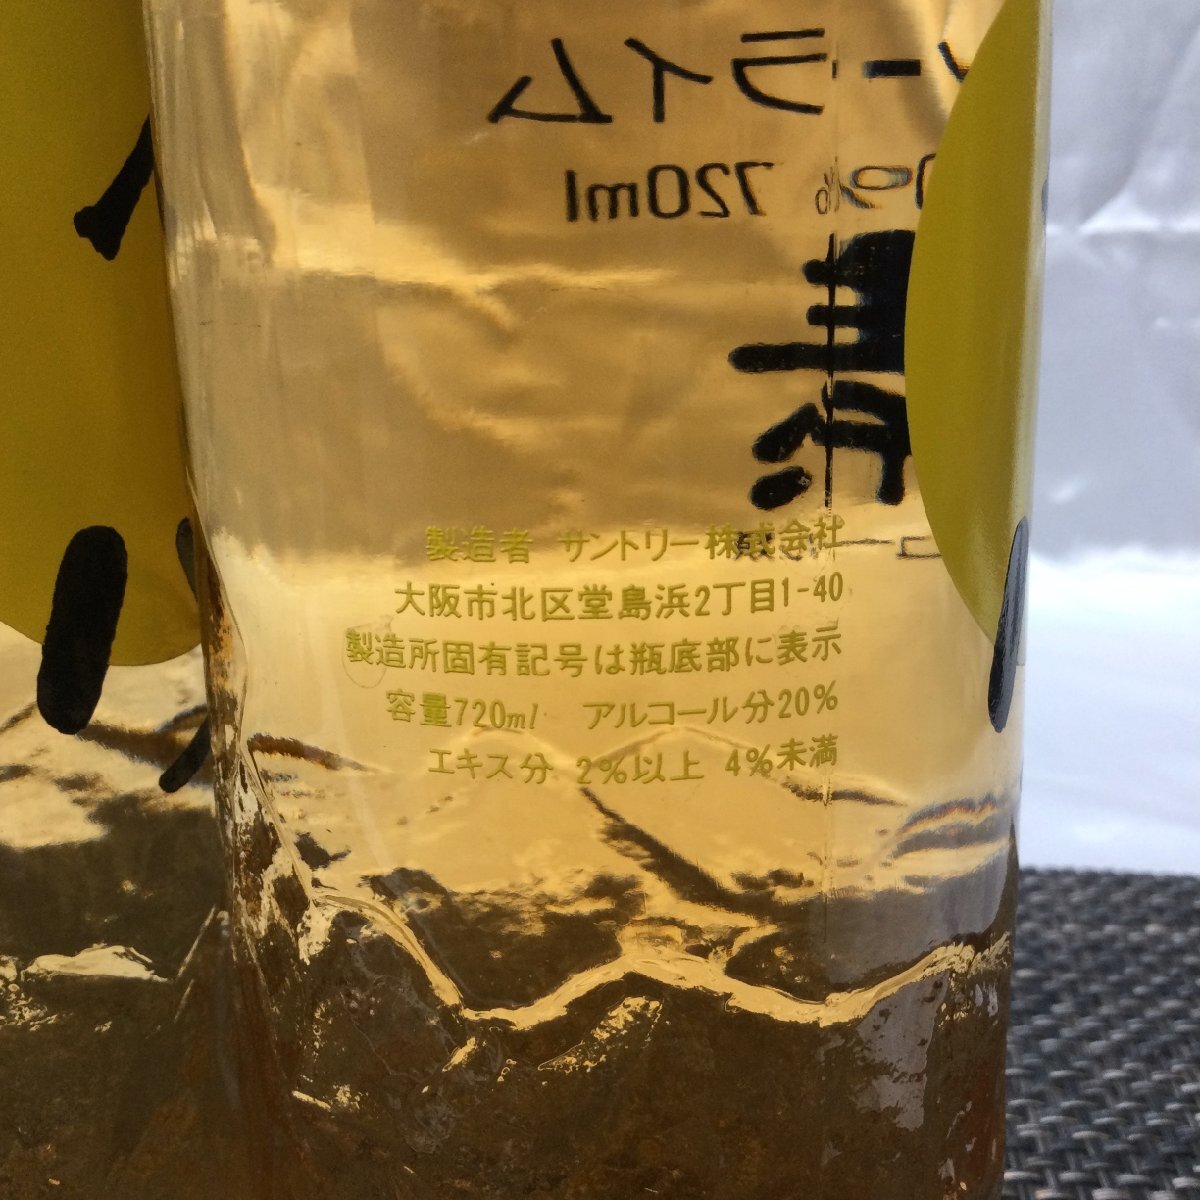 ーライム
% 720ml
製造者 サントリー株式会社
大阪市北区堂島浜2丁目1-40
製造所固有記号は瓶底部に表示
容量720ml アルコール分20%
エキス分 2%以上 4%未満